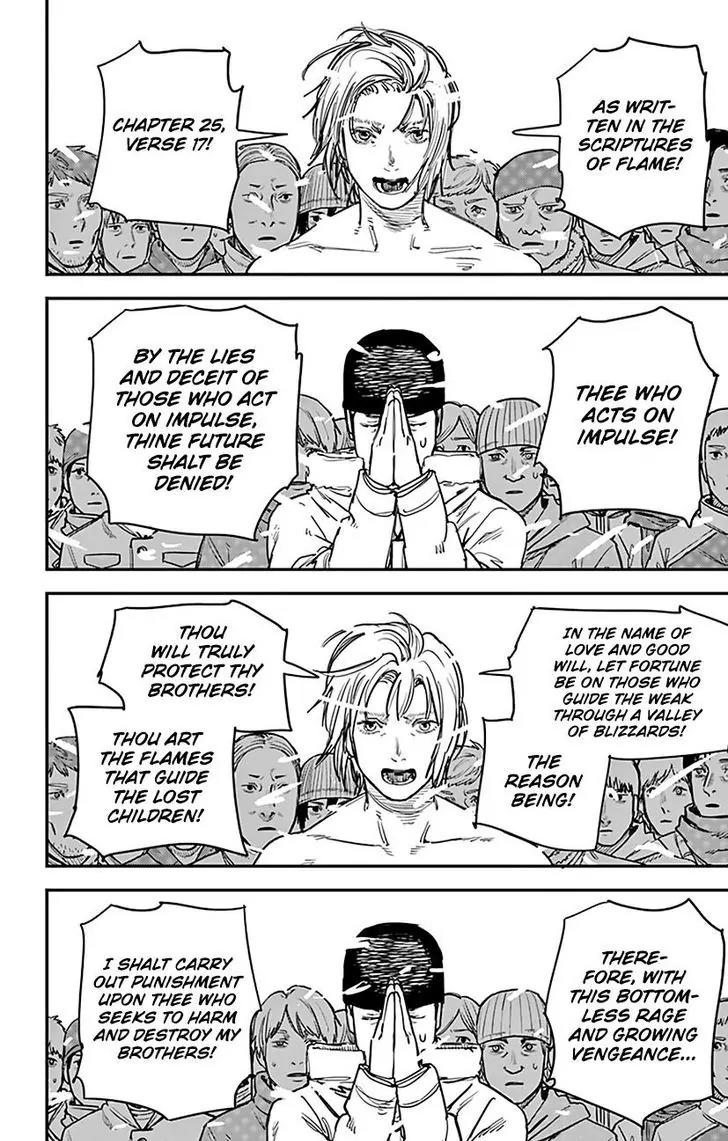 AS WRIT-
TEN IN THE
SCRIPTURES
OF FLAME!
CHAPTER 25,
VERSE 17!
THEE WHO
ACTS ON
IMPULSE!
BY THE LIES
AND DECEIT OF
THOSE WHO ACT
ON IMPULSE,
THINE FUTURE
SHALT BE
DENIED!
IN THE NAME OF
LOVE AND GOOD
WILL, LET FORTUNE
BE ON THOSE WHO
GUIDE THE WEAK
THROUGH A VALLEY
OF BLIZZARDS!
THE
REASON
BEING!
THOU
WILL TRULY
PROTECT THY
BROTHERS!
THOU ART
THE FLAMES
THAT GUIDE
THE LOST
CHILDREN!
THERE-
FORE, WITH
THIS BOTTOM-
LESS RAGE
AND GROWING
VENGEANCE...
I SHALT CARRY
OUT PUNISHMENT
UPON THEE WHO
SEEKS TO HARM
AND DESTROY MY
BROTHERS!